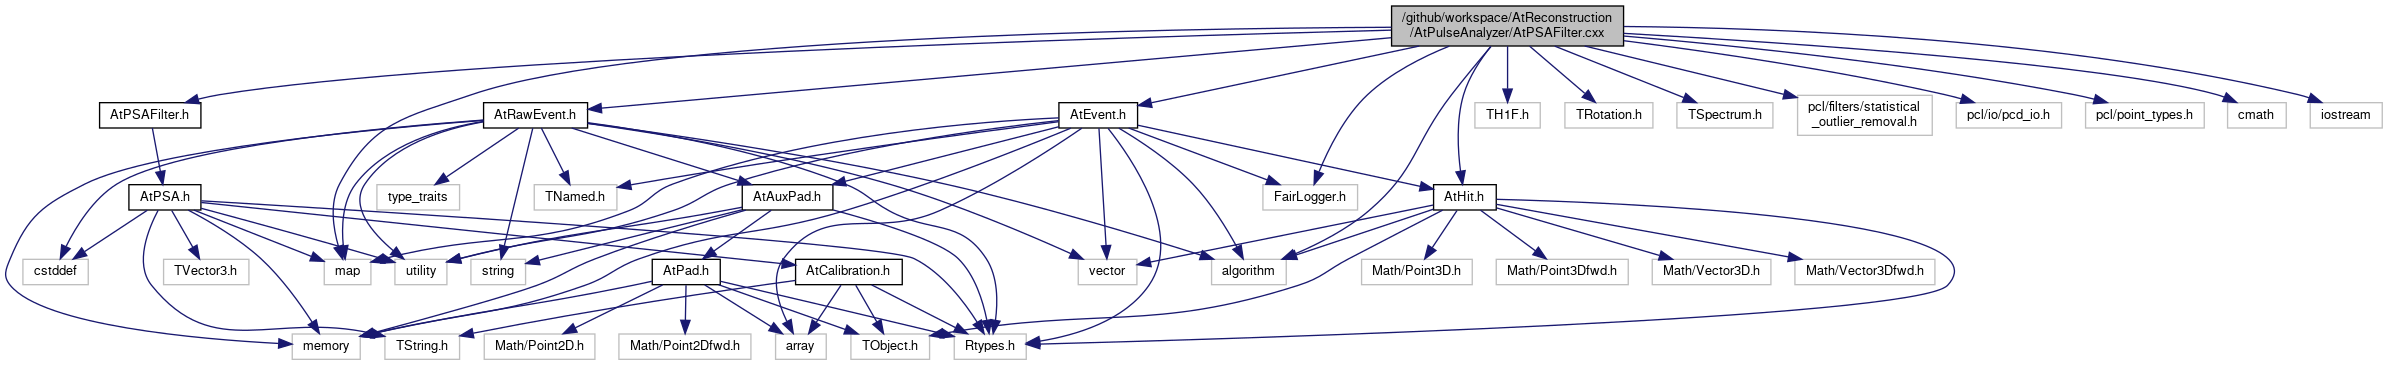 /github/workspace/AtReconstruction
/AtPulseAnalyzer/AtPSAFilter.cxx
AtPSAFilter.h
AtRawEvent.h
AtEvent.h
TH1F.h
TRotation.h
TSpectrum.h
pcl/filters/statistical
_outlier_removal.h
pcl/io/pcd_io.h
pcl/point_types.h
cmath
iostream
AtPSA.h
type_traits
TNamed.h
AtAuxPad.h
FairLogger.h
AtHit.h
cstddef
TVector3.h
map
utility
string
AtPad.h
AtCalibration.h
vector
algorithm
Math/Point3D.h
Math/Point3Dfwd.h
Math/Vector3D.h
Math/Vector3Dfwd.h
memory
TString.h
Math/Point2D.h
Math/Point2Dfwd.h
array
TObject.h
Rtypes.h